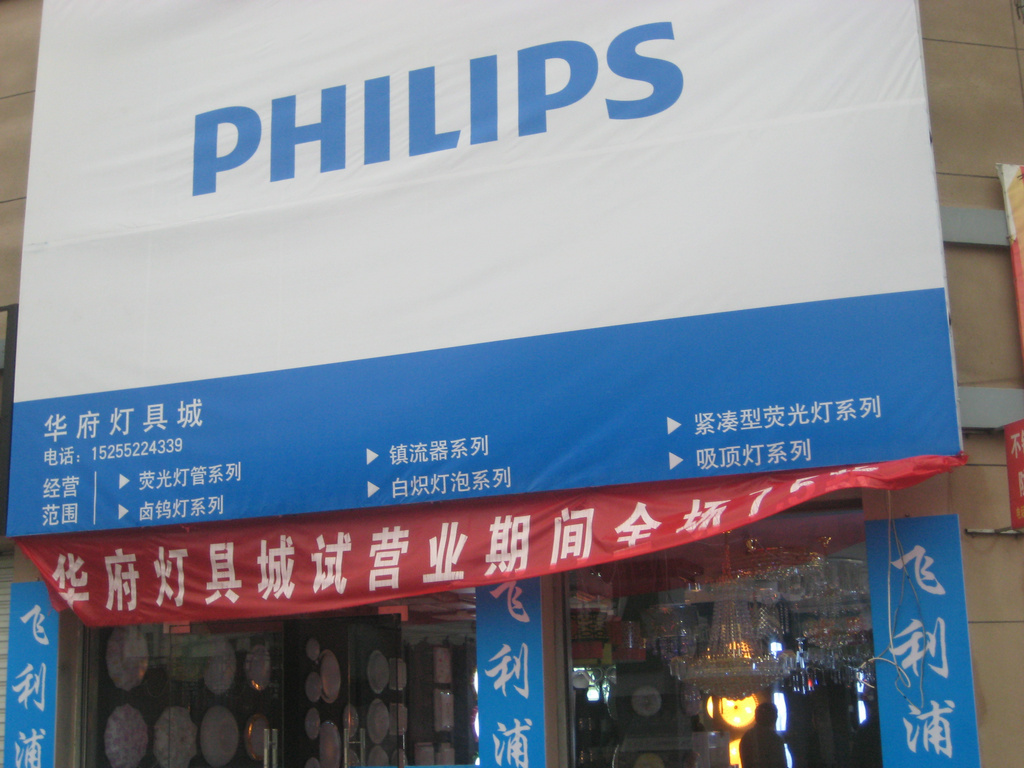 PHILIPS
华府灯具城
电话：15255224339
经营范围
▶荧光灯管系列
▶卤钨灯系列
▶镇流器系列
▶白炽灯泡系列
▶紧凑型荧光灯系列
▶吸顶灯系列
华府灯具城试营业期间全场7
飞利浦
飞利浦
飞利浦